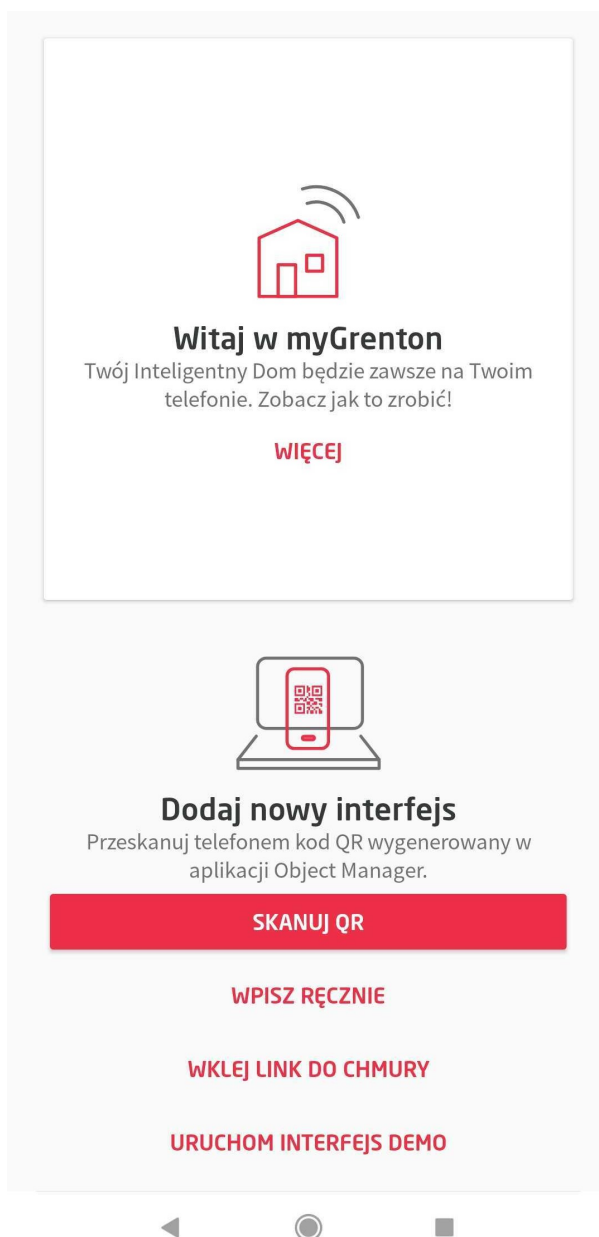 Witaj w myGrenton
Twój Inteligentny Dom będzie zawsze na Twoim
telefonie. Zobacz jak to zrobić!
WIĘCEJ
Dodaj nowy interfejs
Przeskanuj telefonem kod QR wygenerowany w
aplikacji Object Manager.
SKANUJ QR
WPISZ RĘCZNIE
WKLEJ LINK DO CHMURY
URUCHOM INTERFEJS DEMO